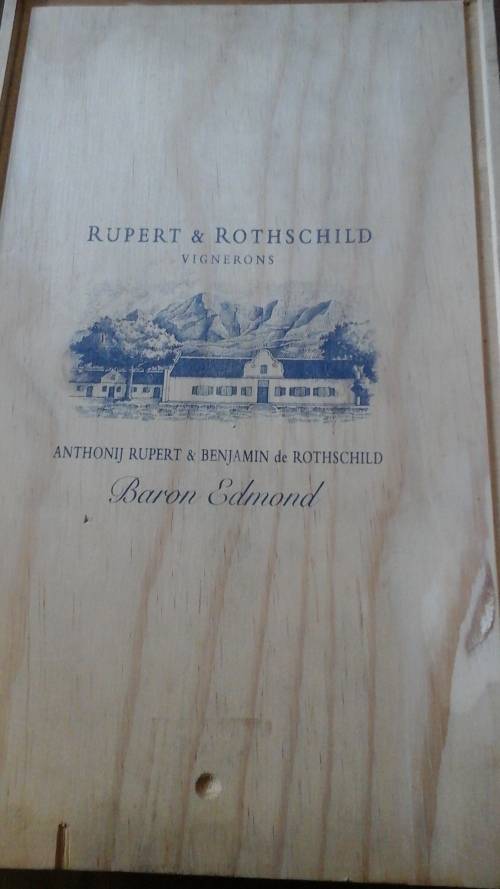 RUPERT & ROTHSCHILD
VIGNERONS
ANTHONIJ RUPERT & BENJAMIN de ROTHSCHILD
Baron Edmond